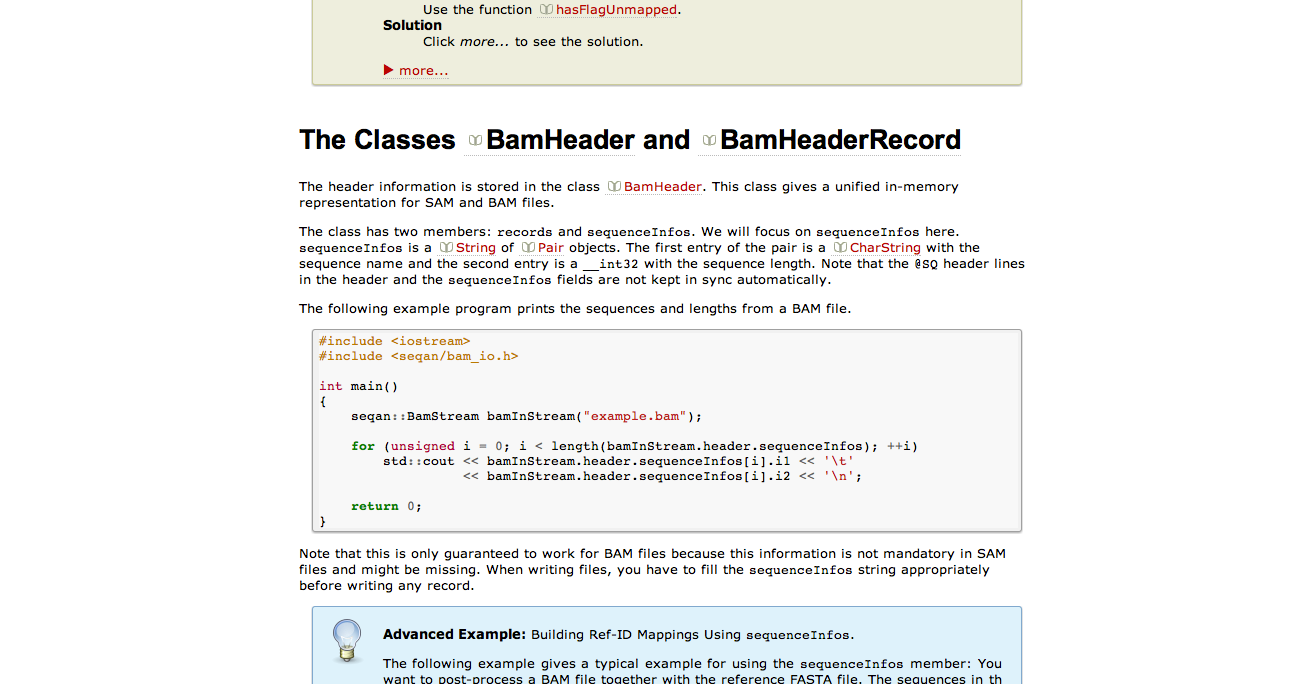 Use the function hasFlagUnmapped.
Solution
Click more... to see the solution.
more...
The Classes BamHeader and BamHeaderRecord
The header information is stored in the class BamHeader. This class gives a unified in-memory
representation for SAM and BAM files.
The class has two members: records and sequenceInfos. We will focus on sequenceInfos here.
sequenceInfos is a String of Pair objects. The first entry of the pair is a CharString with the
sequence name and the second entry is a __int32 with the sequence length. Note that the @SQ header lines
in the header and the sequenceInfos fields are not kept in sync automatically.
The following example program prints the sequences and lengths from a BAM file.
#include <iostream>
#include <seqan/bam_io.h>
int main()
{
    seqan::BamStream bamInStream("example.bam");
    for (unsigned i = 0; i < length(bamInStream.header.sequenceInfos); ++i)
        std::cout << bamInStream.header.sequenceInfos[i].i1 << '\t'
                  << bamInStream.header.sequenceInfos[i].i2 << '\n';
    return 0;
}
Note that this is only guaranteed to work for BAM files because this information is not mandatory in SAM
files and might be missing. When writing files, you have to fill the sequenceInfos string appropriately
before writing any record.
Advanced Example: Building Ref-ID Mappings Using sequenceInfos.
The following example gives a typical example for using the sequenceInfos member: You
want to post-process a BAM file together with the reference FASTA file. The sequences in th